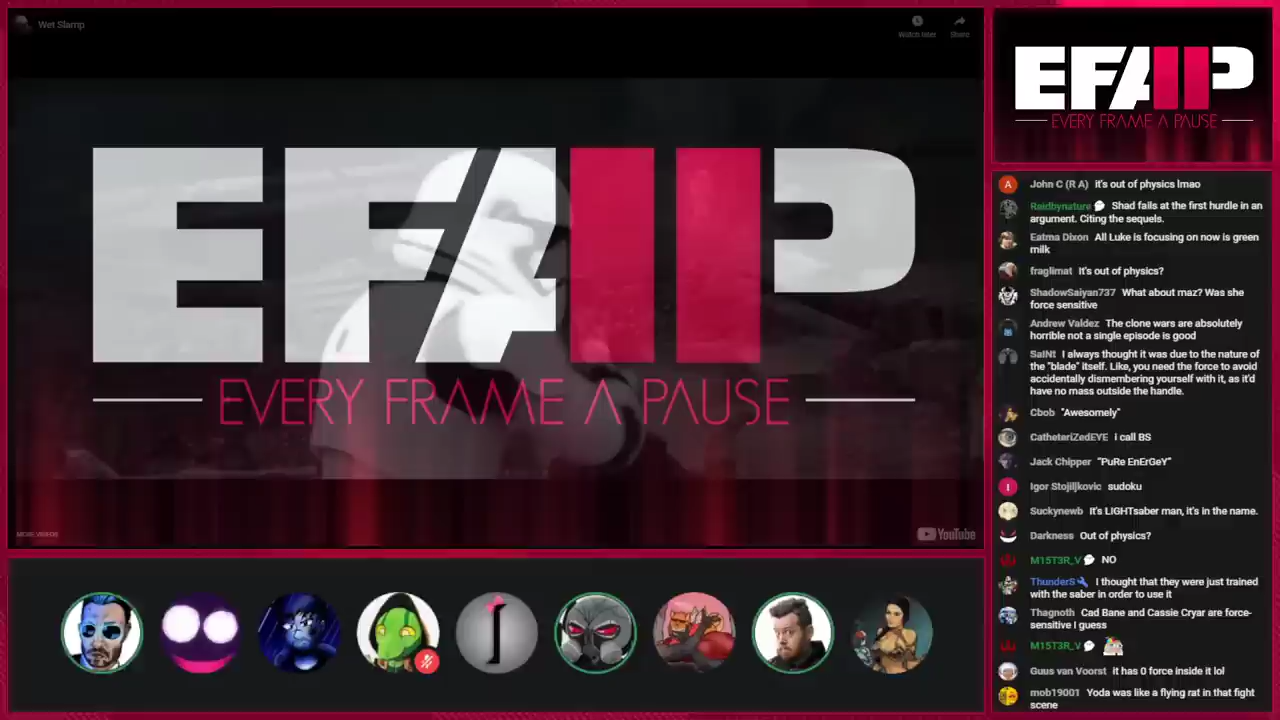 Wet Slamp
Watch later
Share
EFAP
EVERY FRAME A PAUSE
MORE VIDEOS
YouTube
EFAP
EVERY FRAME A PAUSE
A John C (R A) it's out of physics lmao
Raidbynature Shad fails at the first hurdle in an
argument. Citing the sequels.
Eatma Dixon All Luke is focusing on now is green
milk
fraglimat It's out of physics?
ShadowSaiyan737 What about maz? Was she
force sensitive
Andrew Valdez The clone wars are absolutely
horrible not a single episode is good
SaiN! I always thought it was due to the nature of
the "blade" itself. Like, you need the force to avoid
accidentally dismembering yourself with it, as it'd
have no mass outside the handle.
Cbob "Awesomely"
CatheteriZedEYE i call BS
Jack Chipper "PuRe EnErGeY"
I Igor Stojiljkovic sudoku
Suckynewb It's LIGHTsaber man, it's in the name.
Darkness Out of physics?
M15T3R_V NO
ThunderS I thought that they were just trained
with the saber in order to use it
Thagnoth Cad Bane and Cassie Cryar are force-
sensitive I guess
M15T3R_V
Guus van Voorst it has 0 force inside it lol
mob19001 Yoda was like a flying rat in that fight
scene